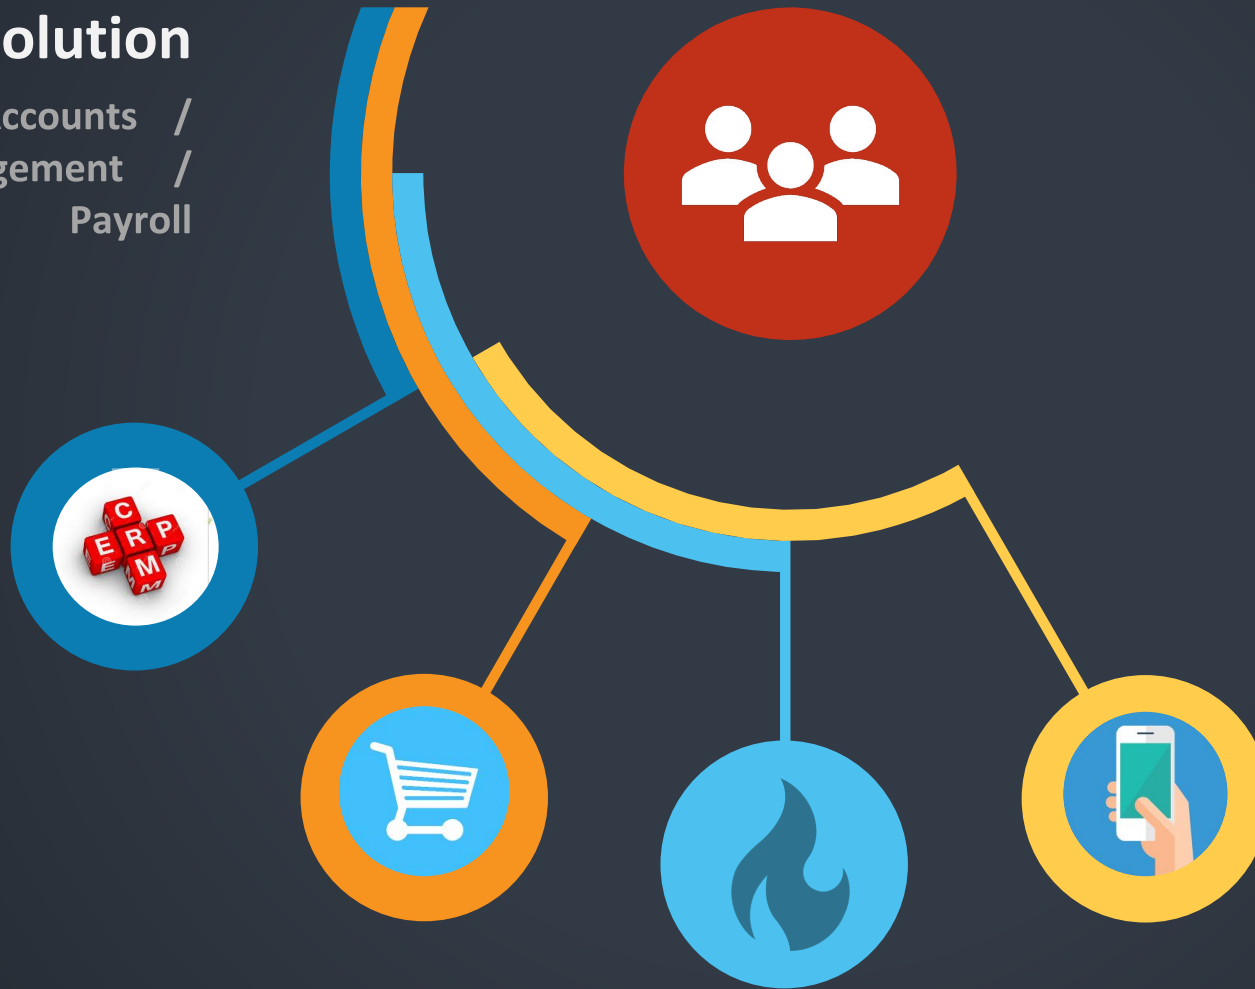 olution
ccounts /
gement /
Payroll
C
E R P
M